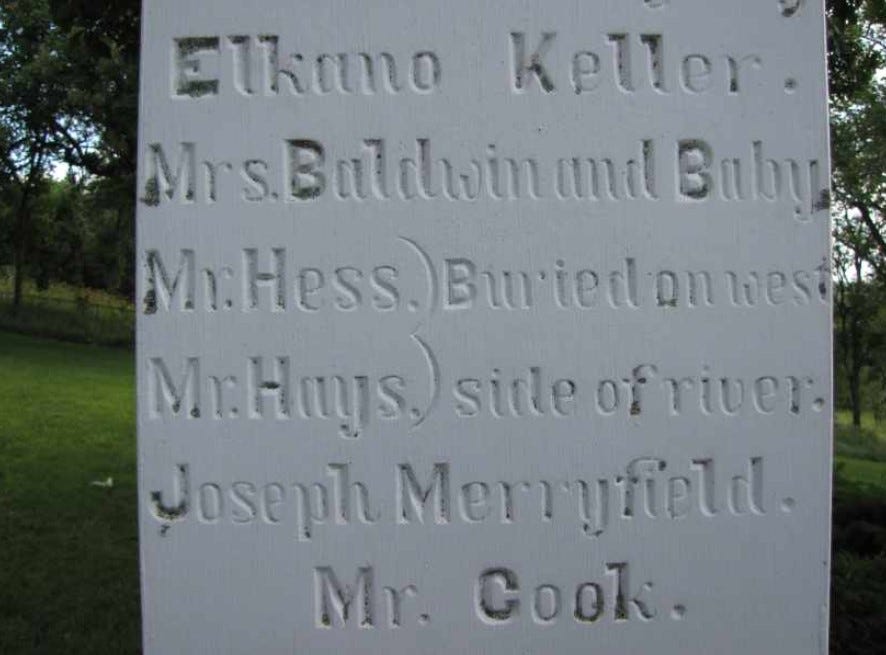 Elkano Keller.
Mrs. Baldwin and Baby
Mr. Hess.) Buried on west
Mr. Hays.) side of river.
Joseph Merryfield.
Mr. Cook.